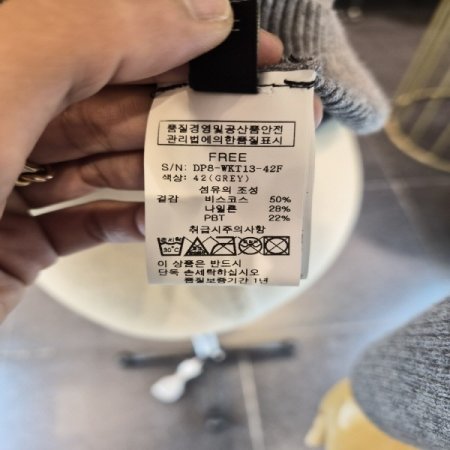 품질경영및공산품안전
관리법에의한품질표시
FREE
S/N: DP8-WKT13-42F
색상: 42(GREY)
섬유의 조성
겉감 비스코스 50%
나일론 28%
PBT 22%
취급시주의사항
30℃
이 상품은 반드시
단독 손세탁하십시오
품질보증기간 1년